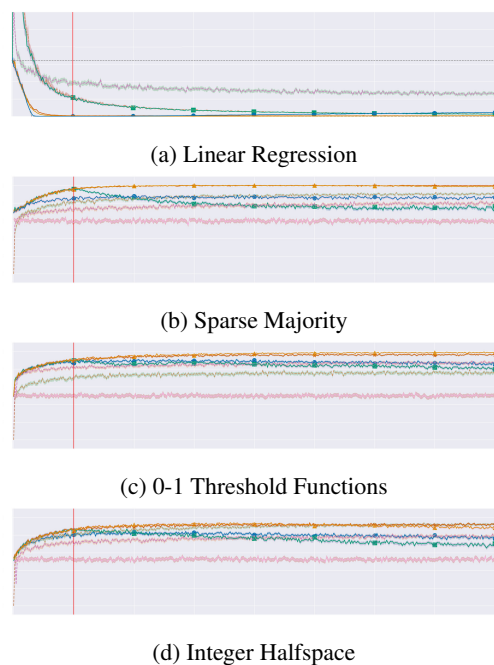 (a) Linear Regression
(b) Sparse Majority
(c) 0-1 Threshold Functions
(d) Integer Halfspace